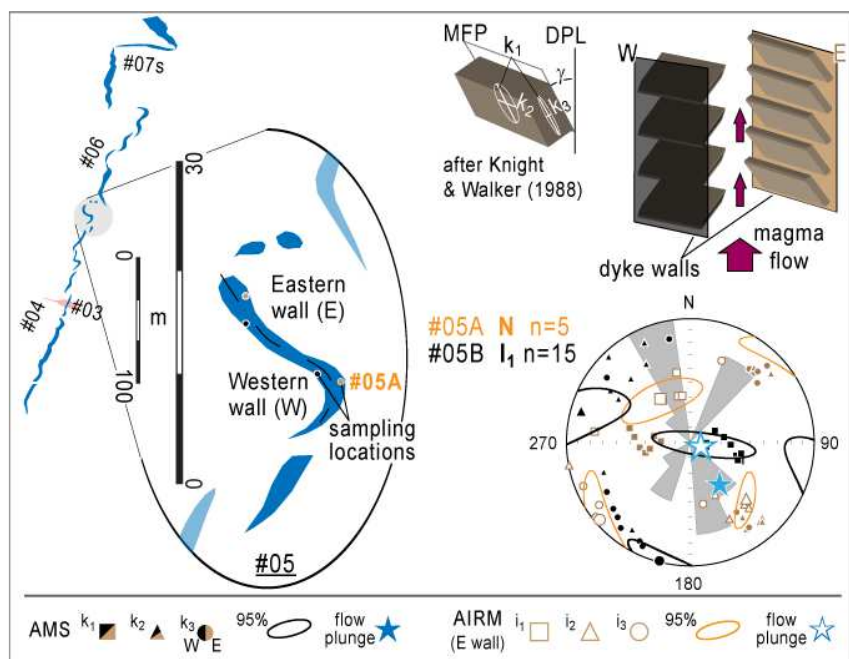 #07s
#06
#04
#03
0
100
m
30
0
Eastern
wall (E)
Western
wall (W)
#05A
sampling
locations
#05
MFP
k1
DPL
γ
k2
k3
after Knight
& Walker (1988)
W
E
dyke walls
magma
flow
#05A N n=5
#05B I1 n=15
N
270
90
180
AMS k1 k2 k3 W E 95% flow plunge
AIRM (E wall) i1 i2 i3 95% flow plunge